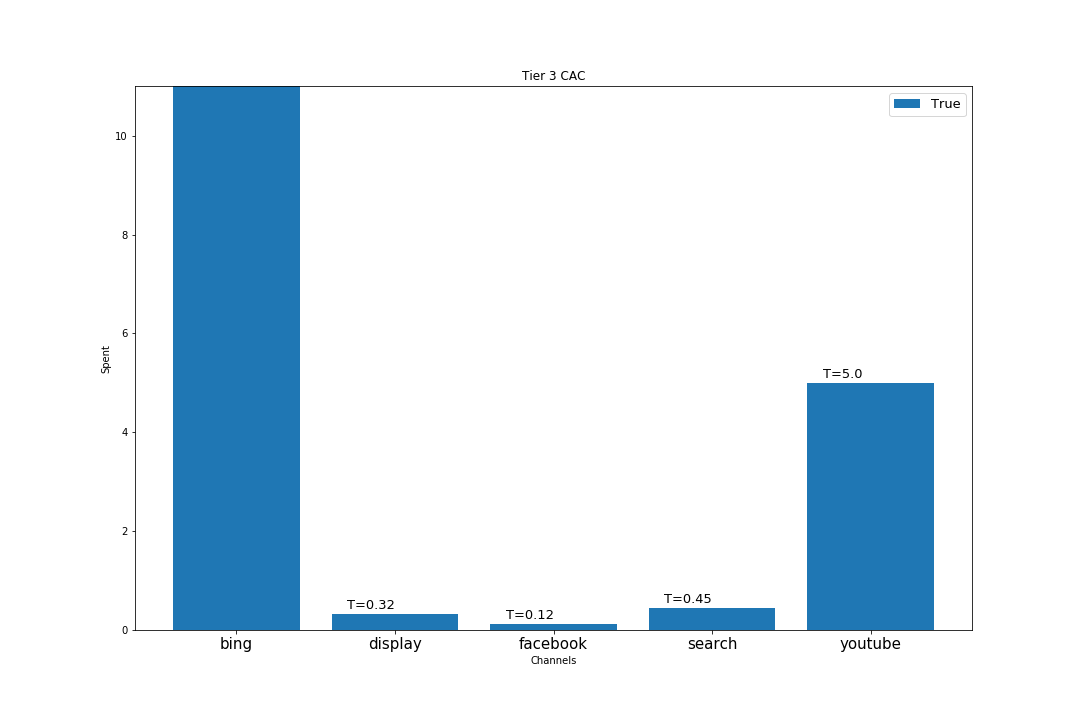 Tier 3 CAC
True
10
8
6
4
2
0
Spent
T=0.32
T=0.12
T=0.45
T=5.0
bing
display
facebook
search
youtube
Channels